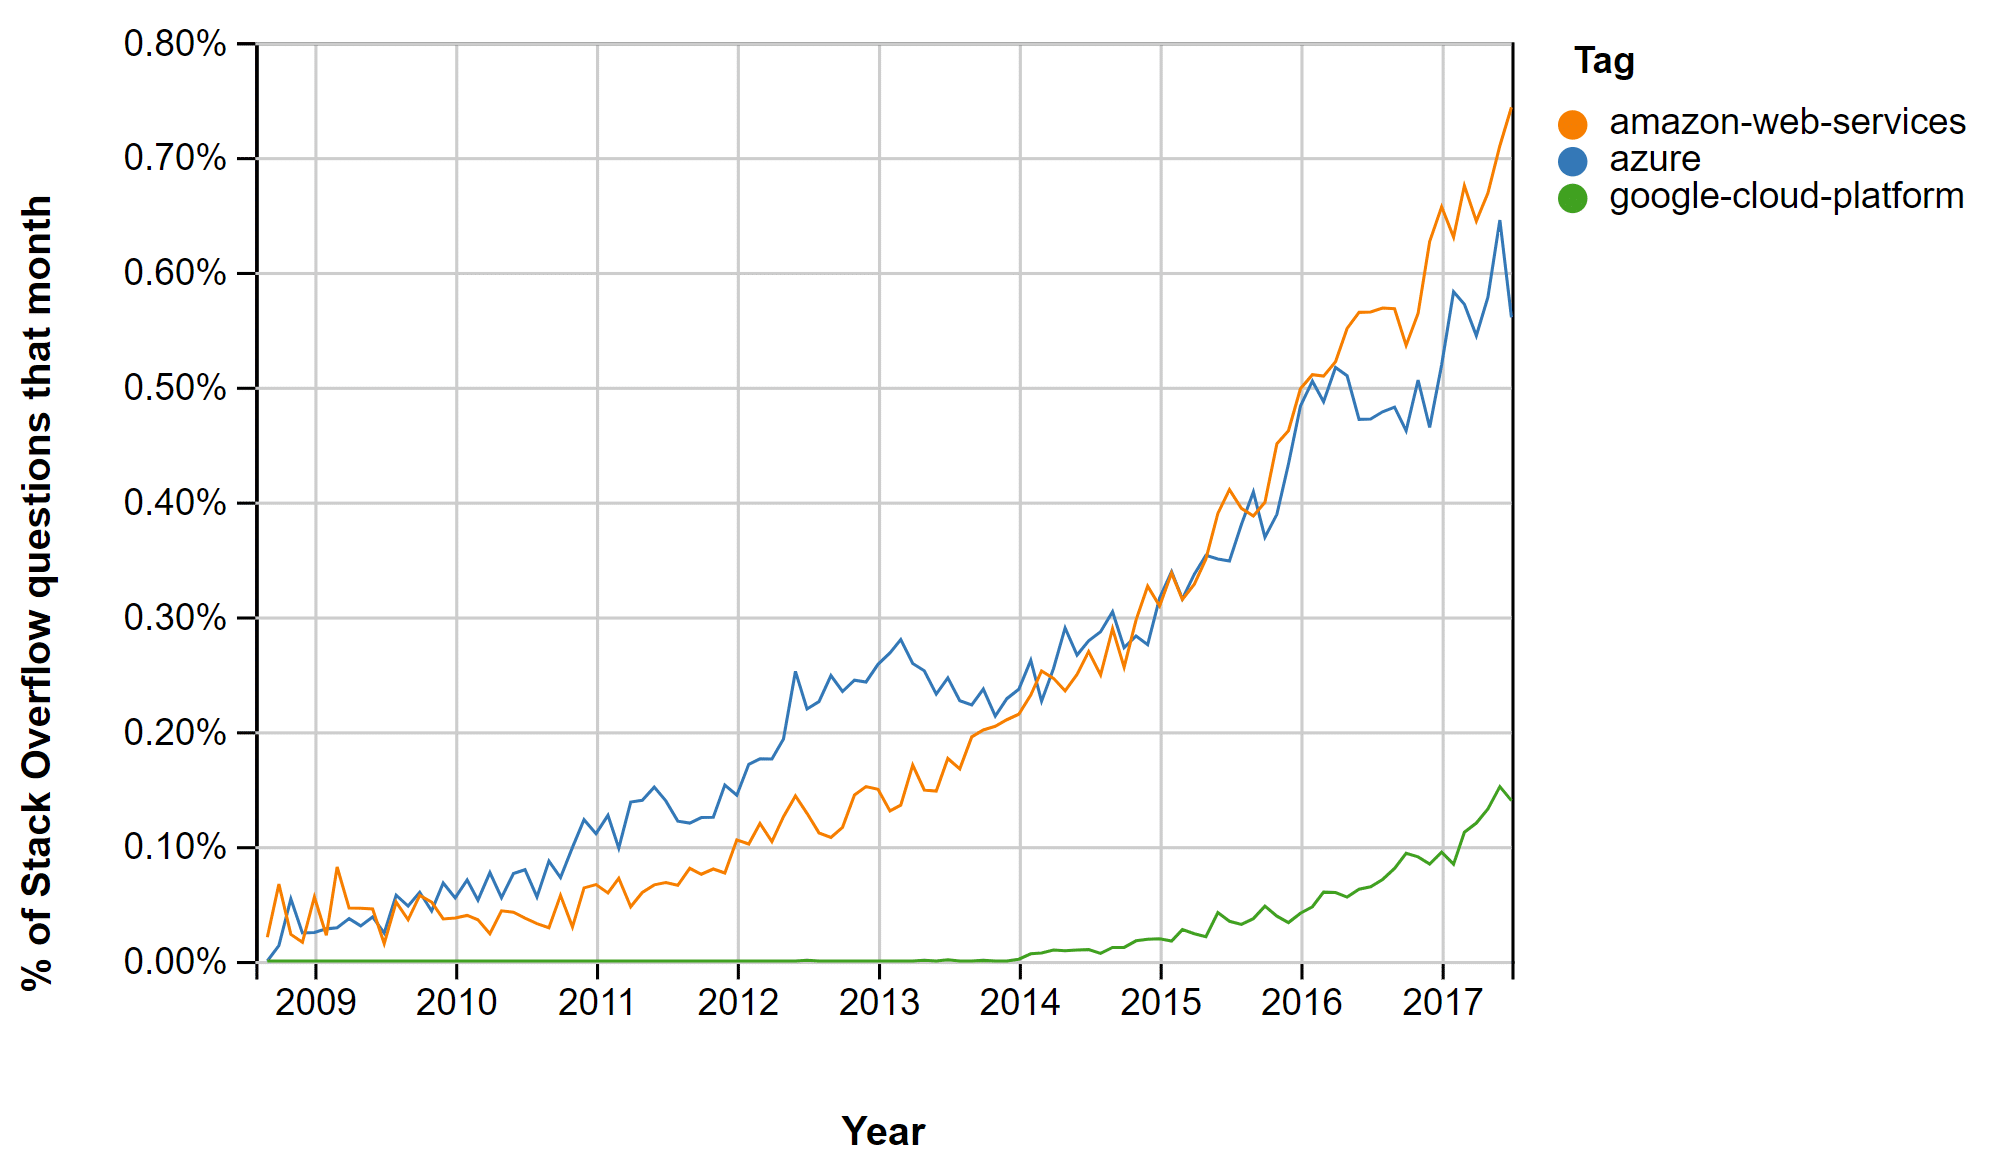 % of Stack Overflow questions that month
0.80%
0.70%
0.60%
0.50%
0.40%
0.30%
0.20%
0.10%
0.00%
2009 2010 2011 2012 2013 2014 2015 2016 2017
Year
Tag
amazon-web-services
azure
google-cloud-platform